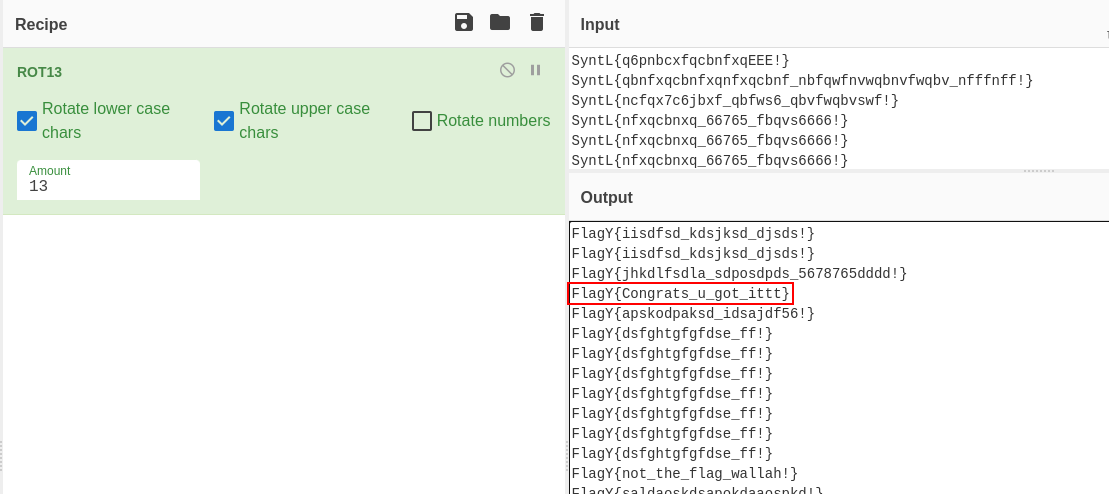 Recipe
ROT13
Rotate lower case chars
Rotate upper case chars
Rotate numbers
Amount
13
Input
SyntL{q6pnbcxfqcbnfxqEEE!}
SyntL{qbnfxqcbnfxqnfxqcbnf_nbfqwfnvwqbnvfwqbv_nfffnff!}
SyntL{ncfqx7c6jbxf_qbfws6_qbvfwqbvswf!}
SyntL{nfxqcbnxq_66765_fbqvs6666!}
SyntL{nfxqcbnxq_66765_fbqvs6666!}
SyntL{nfxqcbnxq_66765_fbqvs6666!}
Output
FlagY{iisdfsd_kdsjksd_djsds!}
FlagY{iisdfsd_kdsjksd_djsds!}
FlagY{jhkdlfsdla_sdposdpds_5678765dddd!}
FlagY{Congrats_u_got_ittt}
FlagY{apskodpaksd_idsajdf56!}
FlagY{dsfghtgfgfdse_ff!}
FlagY{dsfghtgfgfdse_ff!}
FlagY{dsfghtgfgfdse_ff!}
FlagY{dsfghtgfgfdse_ff!}
FlagY{dsfghtgfgfdse_ff!}
FlagY{dsfghtgfgfdse_ff!}
FlagY{dsfghtgfgfdse_ff!}
FlagY{not_the_flag_wallah!}